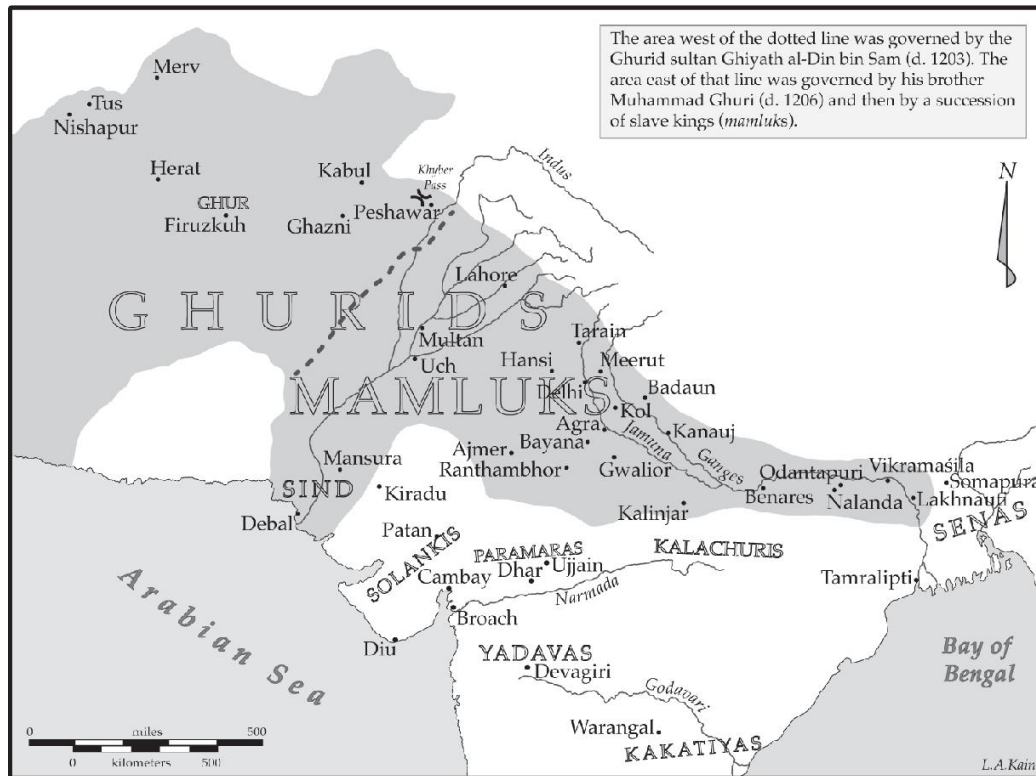 The area west of the dotted line was governed by the
Ghurid sultan Ghiyath al-Din bin Sam (d. 1203). The
area east of that line was governed by his brother
Muhammad Ghuri (d. 1206) and then by a succession
of slave kings (mamluks).
Merv
Tus
Nishapur
Herat
Kabul
Khyber
Pass
Indus
N
GHUR
Firuzkuh
Ghazni
Peshawar
Lahore
GHURIDS
Tarain
Multan
Uch
Hansi
Meerut
MAMLUKS
Delhi
Badaun
Kol
Agra
Jamuna
Kanauj
Ganges
Ajmer
Bayana
Ranthambhor
Gwalior
Mansura
SIND
Kiradu
Debal
Kalinjar
Benares
Odantapuri
Nalanda
Vikramaśila
Somapura
Lakhnauti
SENAS
Patan
SOLANKIS
PARAMARAS
KALACHURIS
Cambay
Dhar
Ujjain
Narmada
Tamralipti
Broach
Diu
Arabian Sea
YADAVAS
Devagiri
Godavari
Bay of
Bengal
Warangal
KAKATIYAS
0 miles 500
0 kilometers 500
L.A.Kain